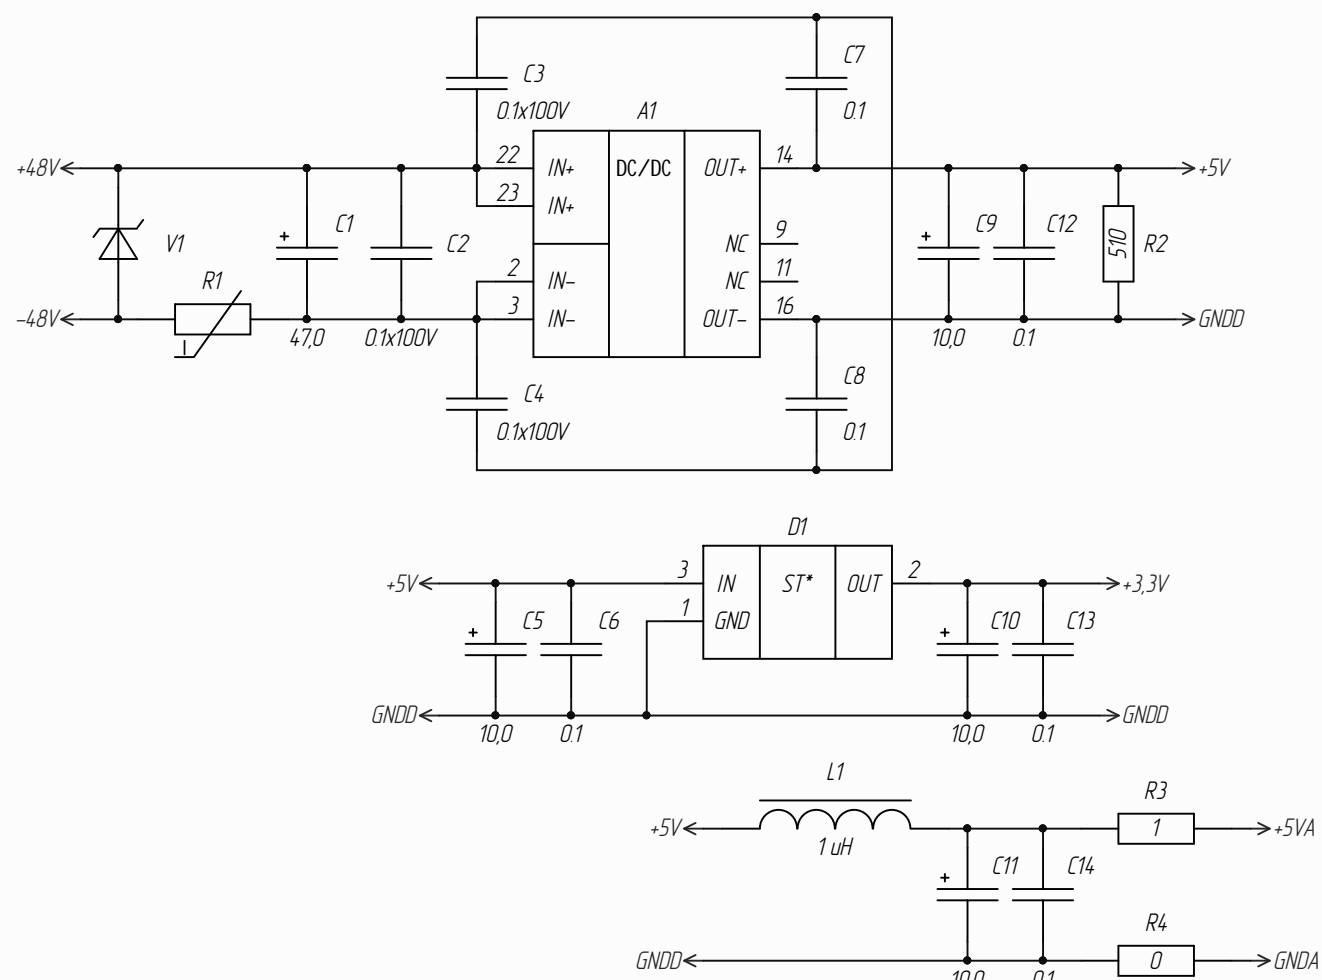 C3
0.1x100V
C7
0.1
A1
+48V
22
IN+
DC/DC
OUT+
14
+5V
23
IN+
V1
+
C1
C2
NC
9
+
C9
C12
510
R2
R1
2
IN-
NC
11
-48V
3
IN-
OUT-
16
GNDD
47,0
0.1x100V
10,0
0.1
C4
0.1x100V
C8
0.1
D1
+5V
3
IN
ST*
OUT
2
+3,3V
1
GND
+
C5
C6
+
C10
C13
GNDD
GNDD
10,0
0.1
10,0
0.1
L1
R3
+5V
1
+5VA
1 uH
+
C11
C14
R4
GNDD
0
GNDA
10,0
0.1